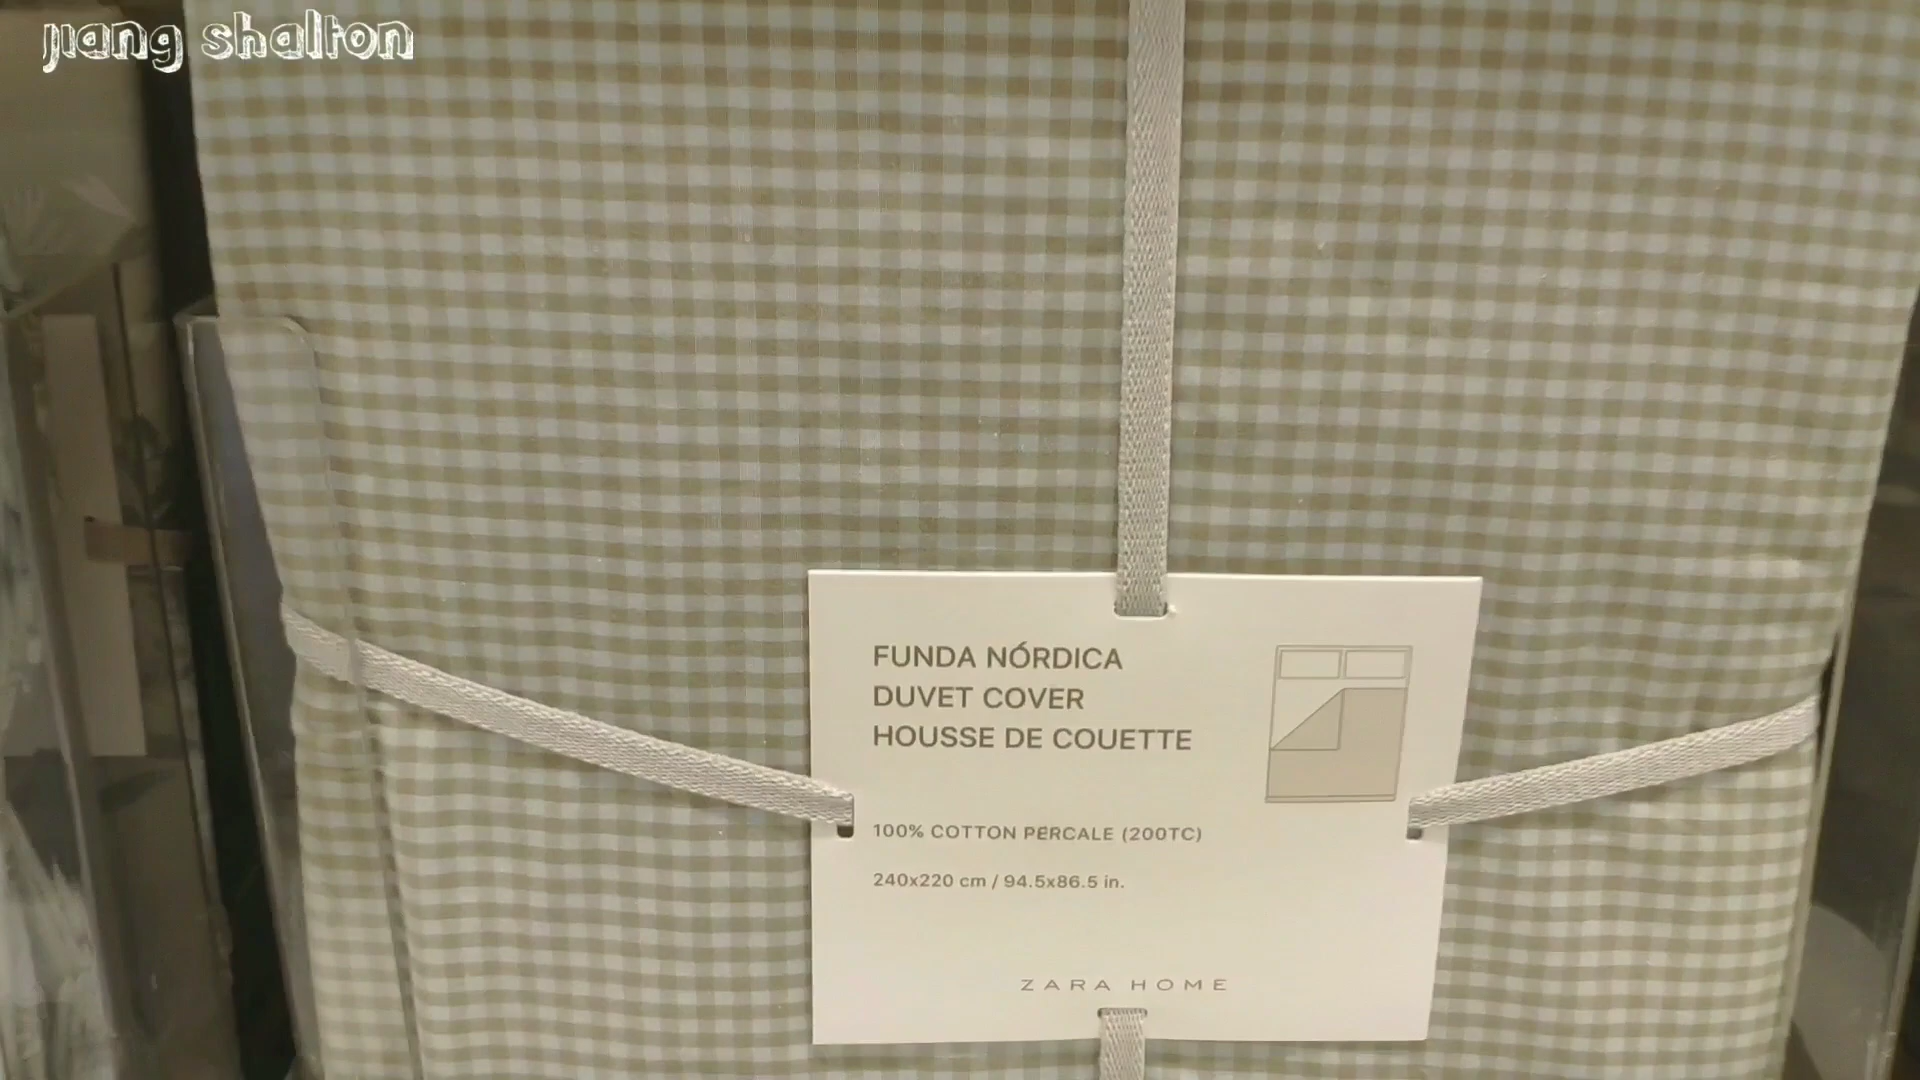 jiang shalton
FUNDA NÓRDICA
DUVET COVER
HOUSSE DE COUETTE
100% COTTON PERCALE (200TC)
240x220 cm / 94.5x86.5 in.
ZARA HOME